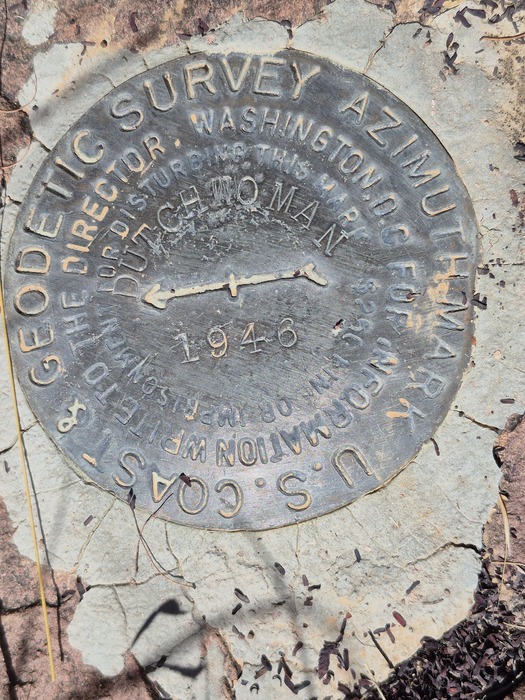 U.S. COAST & GEODETIC SURVEY AZIMUTH MARK
FOR INFORMATION WRITE TO THE DIRECTOR, WASHINGTON, D.C.
$250 FINE OR IMPRISONMENT FOR DISTURBING THIS MARK
DUTCHWOMAN
1946